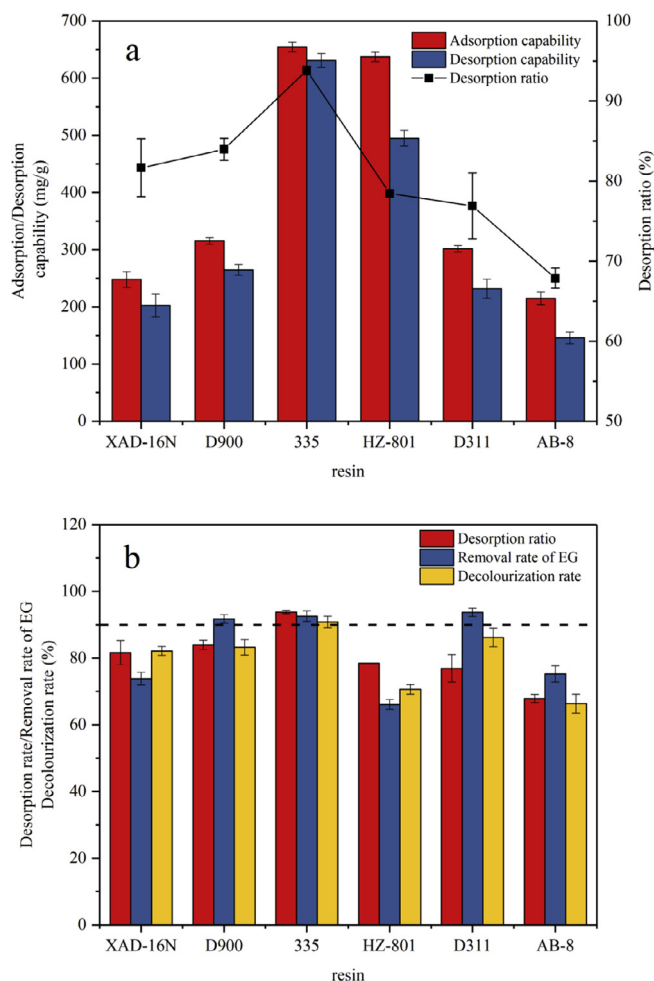 a
Adsorption capability
Desorption capability
Desorption ratio
Adsorption/Desorption
capability (mg/g)
700
600
500
400
300
200
100
0
Desorption ratio (%)
100
90
80
70
60
50
XAD-16N D900 335 HZ-801 D311 AB-8
resin
b
Desorption ratio
Removal rate of EG
Decolourization rate
Desorption rate/Removal rate of EG
Decolourization rate (%)
120
100
80
60
40
20
0
XAD-16N D900 335 HZ-801 D311 AB-8
resin